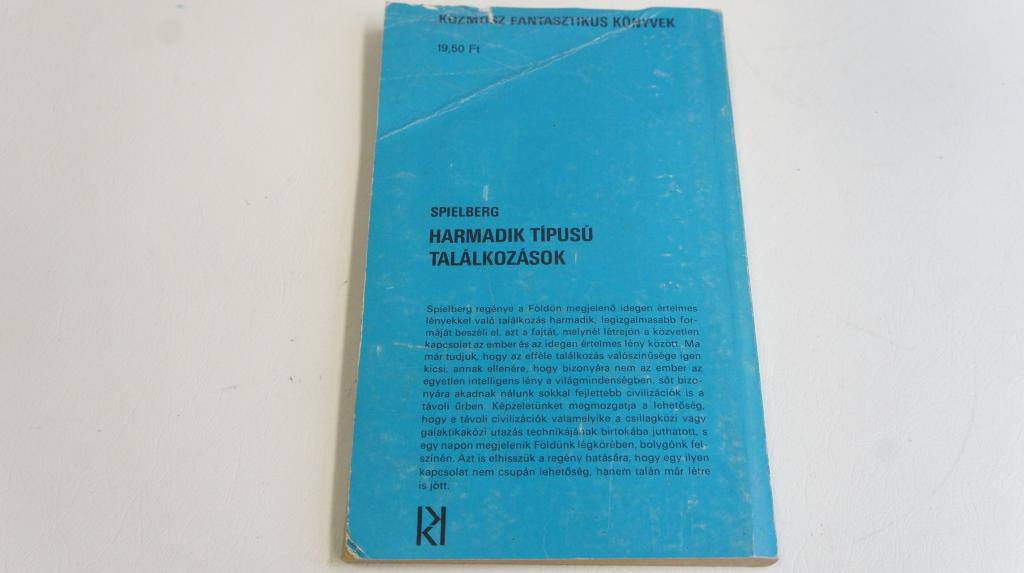 KOZMOSZ FANTASZTIKUS KÖNYVEK
19,50 Ft
SPIELBERG
HARMADIK TÍPUSÚ
TALÁLKOZÁSOK
Spielberg regénye a Földön megjelenő idegen értelmes
lényekkel való találkozás harmadik, legizgalmasabb for-
máját beszéli el, azt a fajtát, melynél létrejön a közvetlen
kapcsolat az ember és az idegen értelmes lény között. Ma
már tudjuk, hogy az efféle találkozás valószínűsége igen
kicsi, annak ellenére, hogy bizonyára nem az ember az
egyetlen intelligens lény a világmindenségben, sőt bizo-
nyára akadnak nálunk sokkal fejlettebb civilizációk is a
távoli űrben. Képzeletünket megmozgatja a lehetőség,
hogy e távoli civilizációk valamelyike a csillagközi vagy
galaktikaközi utazás technikájának birtokába juthatott, s
egy napon megjelenik Földünk légkörében, bolygónk fel-
színén. Azt is elhisszük a regény hatására, hogy egy ilyen
kapcsolat nem csupán lehetőség, hanem talán már létre
is jött.